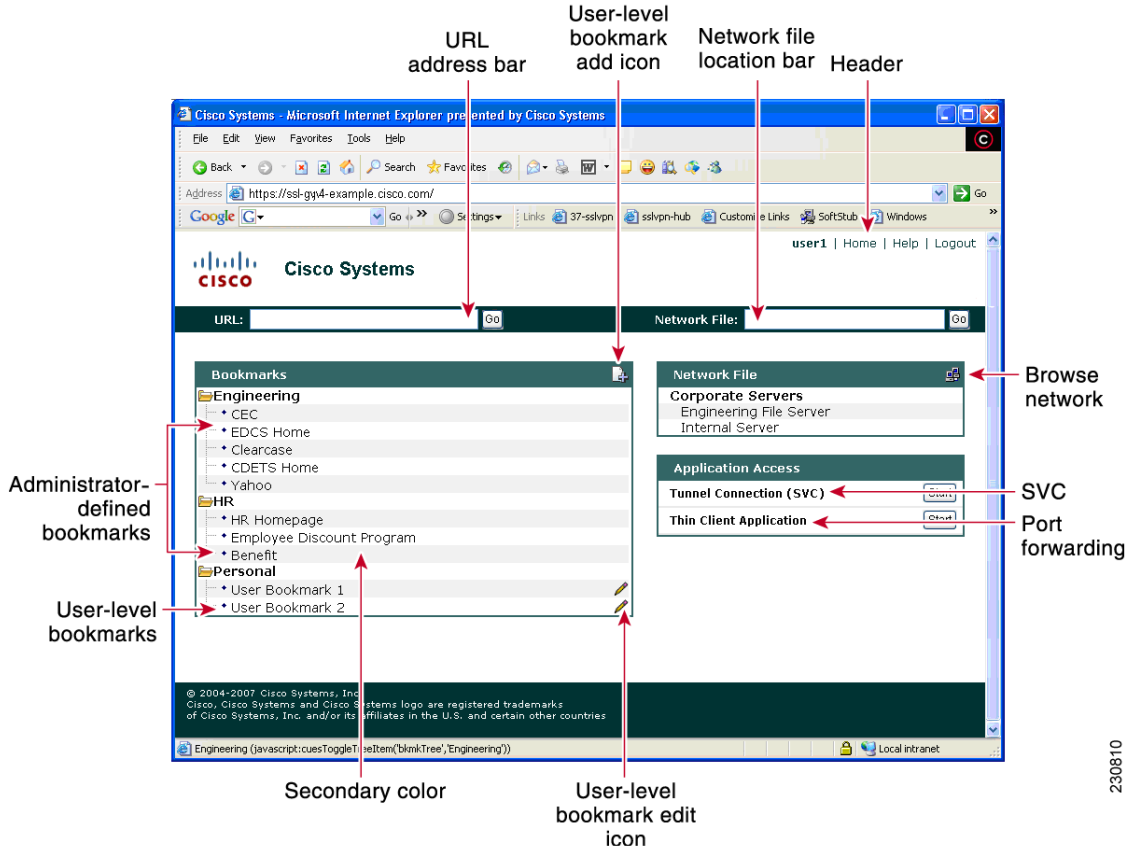 User-level
bookmark
add icon
URL
address bar
Network file
location bar
Header
Cisco Systems - Microsoft Internet Explorer presented by Cisco Systems
File Edit View Favorites Tools Help
Back Search Favorites
Address https://ssl-gw4-example.cisco.com/ Go
Google G Go » Settings Links 37-sslvpn sslvpn-hub Customize Links SoftStub Windows »
user1 | Home | Help | Logout
CISCO
Cisco Systems
URL: Go Network File: Go
Bookmarks
Engineering
CEC
EDCS Home
Clearcase
CDETS Home
Yahoo
HR
HR Homepage
Employee Discount Program
Benefit
Personal
User Bookmark 1
User Bookmark 2
Network File
Corporate Servers
Engineering File Server
Internal Server
Application Access
Tunnel Connection (SVC) Start
Thin Client Application Start
Browse
network
SVC
Port
forwarding
Administrator-
defined
bookmarks
User-level
bookmarks
© 2004-2007 Cisco Systems, Inc
Cisco, Cisco Systems and Cisco Systems logo are registered trademarks
of Cisco Systems, Inc. and/or its affiliates in the U.S. and certain other countries
Engineering (javascript:cuesToggleTreeItem('bkmkTree','Engineering')) Local intranet
Secondary color
User-level
bookmark edit
icon
230810